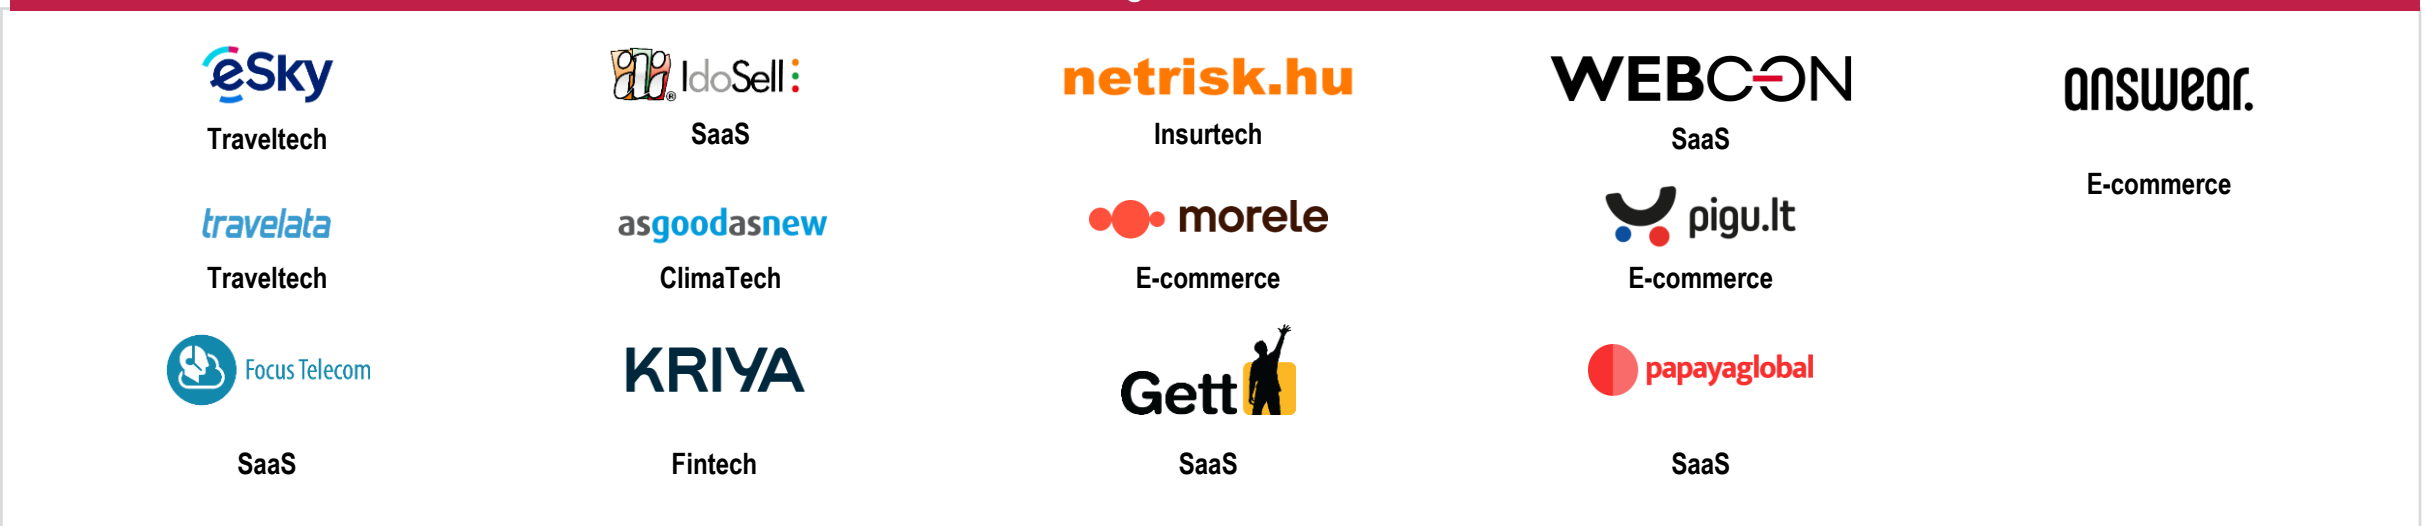 eSky
IdoSell
netrisk.hu
WEBCON
answear.
Traveltech
SaaS
Insurtech
SaaS
E-commerce
travelata
asgoodasnew
morele
pigu.lt
Traveltech
ClimaTech
E-commerce
E-commerce
Focus Telecom
KRIYA
Gett
papayaglobal
SaaS
Fintech
SaaS
SaaS